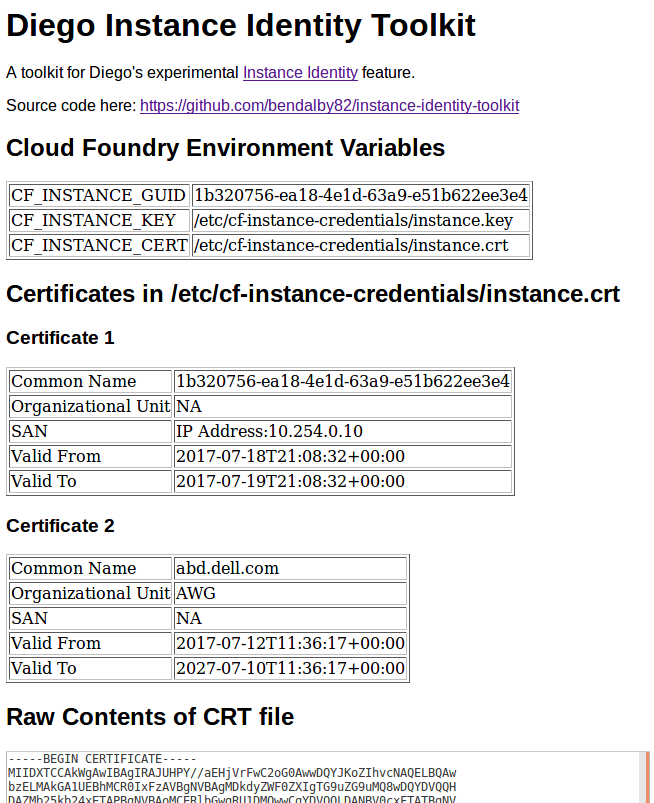 Diego Instance Identity Toolkit
A toolkit for Diego's experimental Instance Identity feature.
Source code here: https://github.com/bendalby82/instance-identity-toolkit
Cloud Foundry Environment Variables
CF_INSTANCE_GUID 1b320756-ea18-4e1d-63a9-e51b622ee3e4
CF_INSTANCE_KEY /etc/cf-instance-credentials/instance.key
CF_INSTANCE_CERT /etc/cf-instance-credentials/instance.crt
Certificates in /etc/cf-instance-credentials/instance.crt
Certificate 1
Common Name 1b320756-ea18-4e1d-63a9-e51b622ee3e4
Organizational Unit NA
SAN IP Address:10.254.0.10
Valid From 2017-07-18T21:08:32+00:00
Valid To 2017-07-19T21:08:32+00:00
Certificate 2
Common Name abd.dell.com
Organizational Unit AWG
SAN NA
Valid From 2017-07-12T11:36:17+00:00
Valid To 2027-07-10T11:36:17+00:00
Raw Contents of CRT file
-----BEGIN CERTIFICATE-----
MIIDXTCCAkWgAwIBAgIRAJUHPY//aEHjVrFwC2oG0AwwDQYJKoZIhvcNAQELBQAw
bzELMAkGA1UEBhMCR0IxFzAVBgNVBAgMDkdyZWF0ZXIgTG9uZG9uMQ8wDQYDVQQH